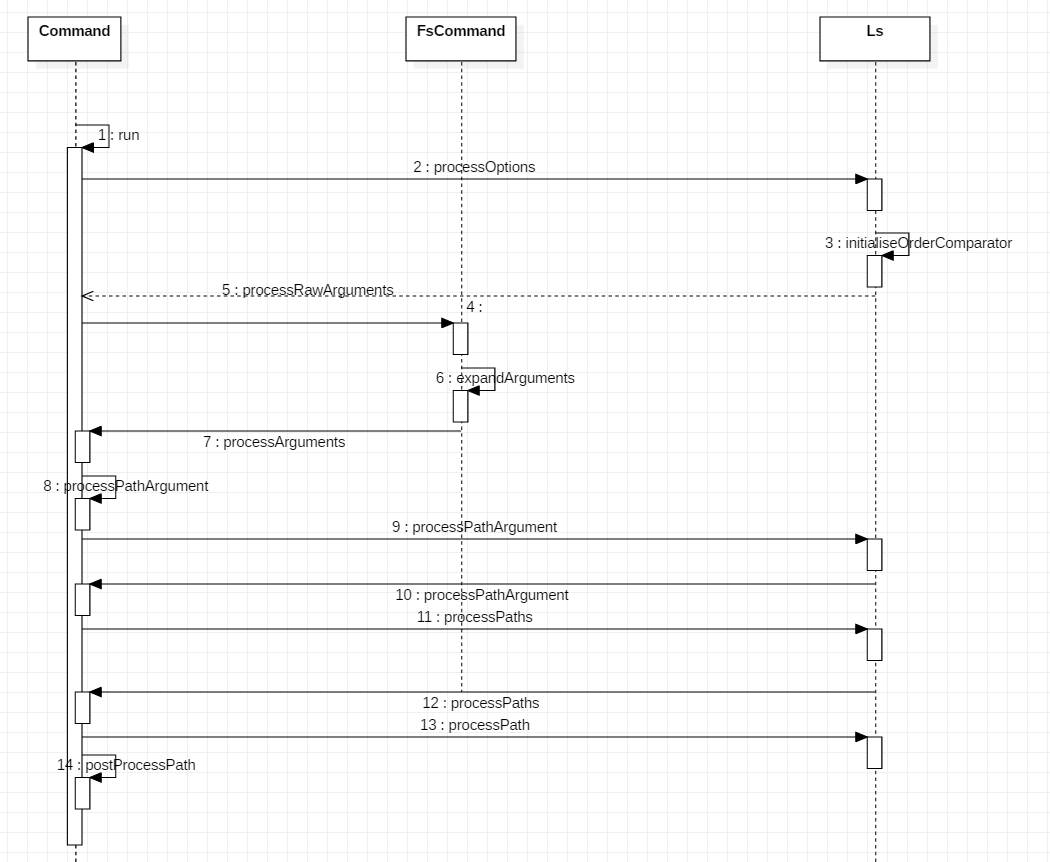 Command
FsCommand
Ls
1 : run
2 : processOptions
3 : initialiseOrderComparator
5 : processRawArguments
4 :
6 : expandArguments
7 : processArguments
8 : processPathArgument
9 : processPathArgument
10 : processPathArgument
11 : processPaths
12 : processPaths
13 : processPath
14 : postProcessPath